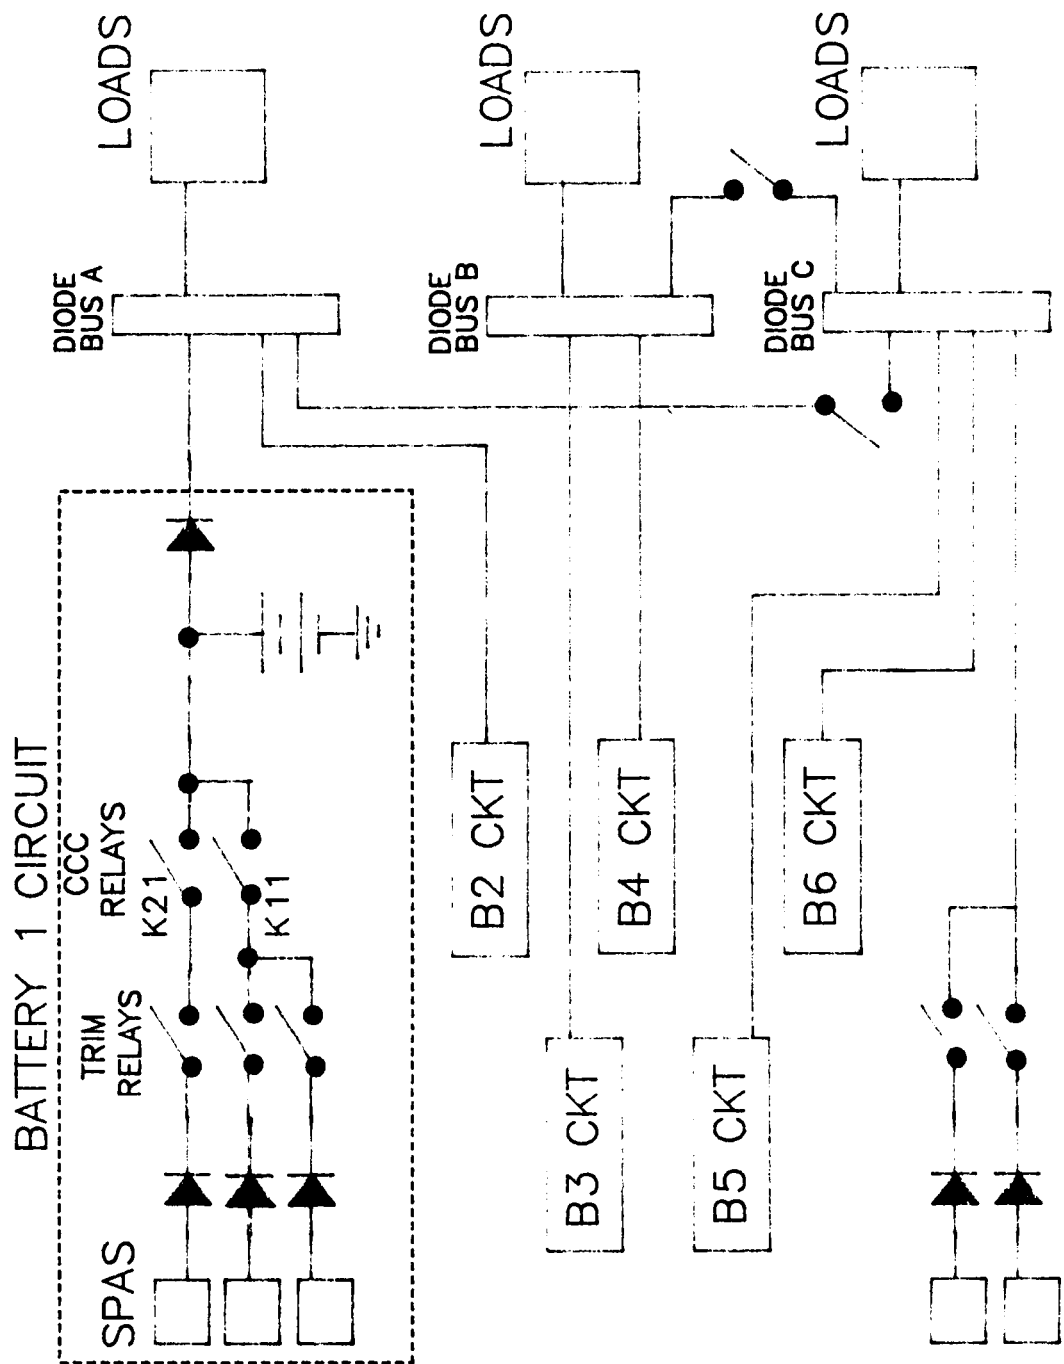 BATTERY 1 CIRCUIT
SPAS
TRIM
RELAYS
CCC
RELAYS
K21
K11
DIODE
BUS A
LOADS
B2 CKT
B3 CKT
B4 CKT
DIODE
BUS B
LOADS
B5 CKT
B6 CKT
DIODE
BUS C
LOADS